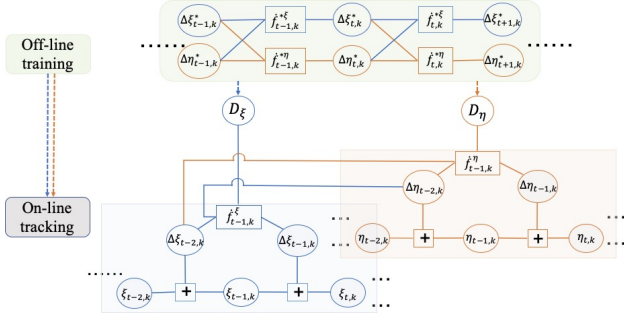 Off-line
training
On-line
tracking
Δξ*ₜ₋₁,ₖ ḟ*ξₜ₋₁,ₖ Δξ*ₜ,ₖ ḟ*ξₜ,ₖ Δξ*ₜ₊₁,ₖ
...... ......
Δη*ₜ₋₁,ₖ ḟ*ηₜ₋₁,ₖ Δη*ₜ,ₖ ḟ*ηₜ,ₖ Δη*ₜ₊₁,ₖ
D_ξ D_η
ḟηₜ₋₁,ₖ
Δηₜ₋₂,ₖ Δηₜ₋₁,ₖ
ḟξₜ₋₁,ₖ
Δξₜ₋₂,ₖ Δξₜ₋₁,ₖ
... ...
ηₜ₋₂,ₖ + ηₜ₋₁,ₖ + ηₜ,ₖ
... ...
...... ...
ξₜ₋₂,ₖ + ξₜ₋₁,ₖ + ξₜ,ₖ
...